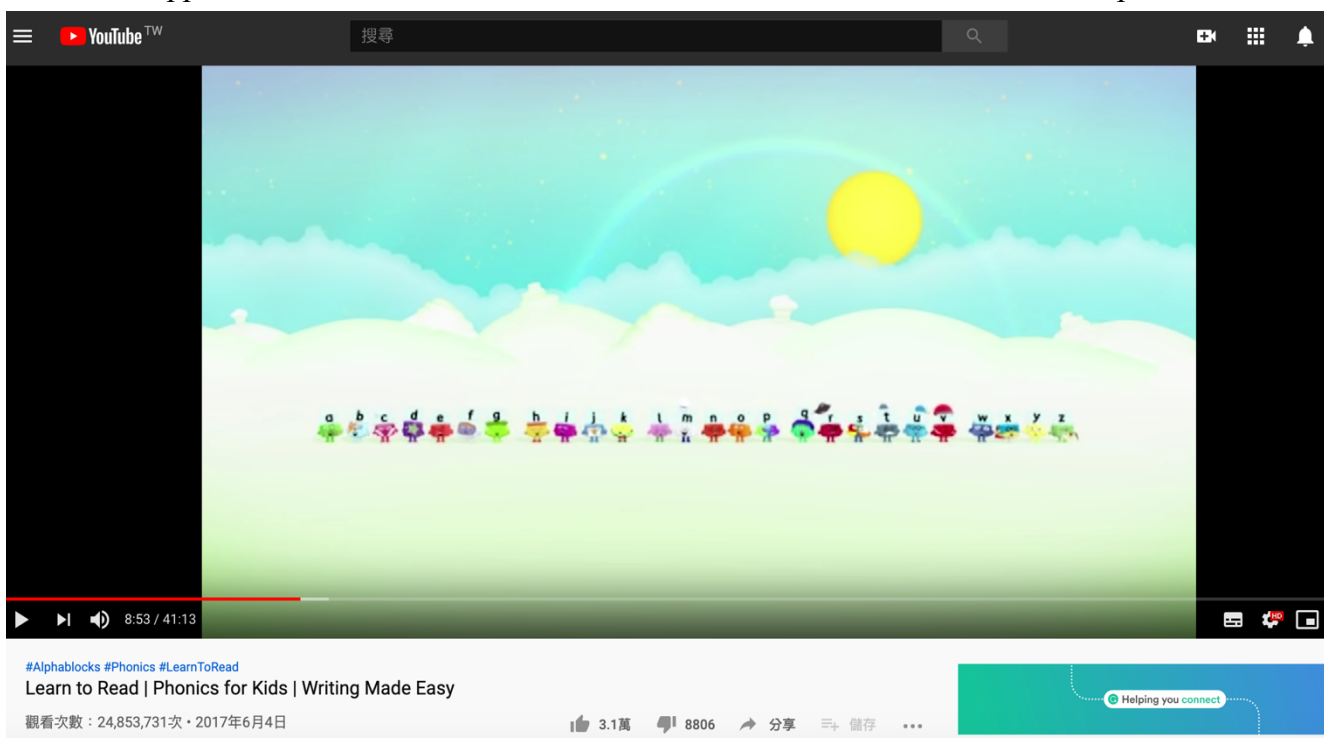 YouTube TW
搜尋
a b c d e f g h i j k l m n o p q r s t u v w x y z
8:53 / 41:13
HD
#Alphablocks #Phonics #LearnToRead
Learn to Read | Phonics for Kids | Writing Made Easy
觀看次數：24,853,731次・2017年6月4日
3.1萬 8806 分享 儲存
Helping you connect